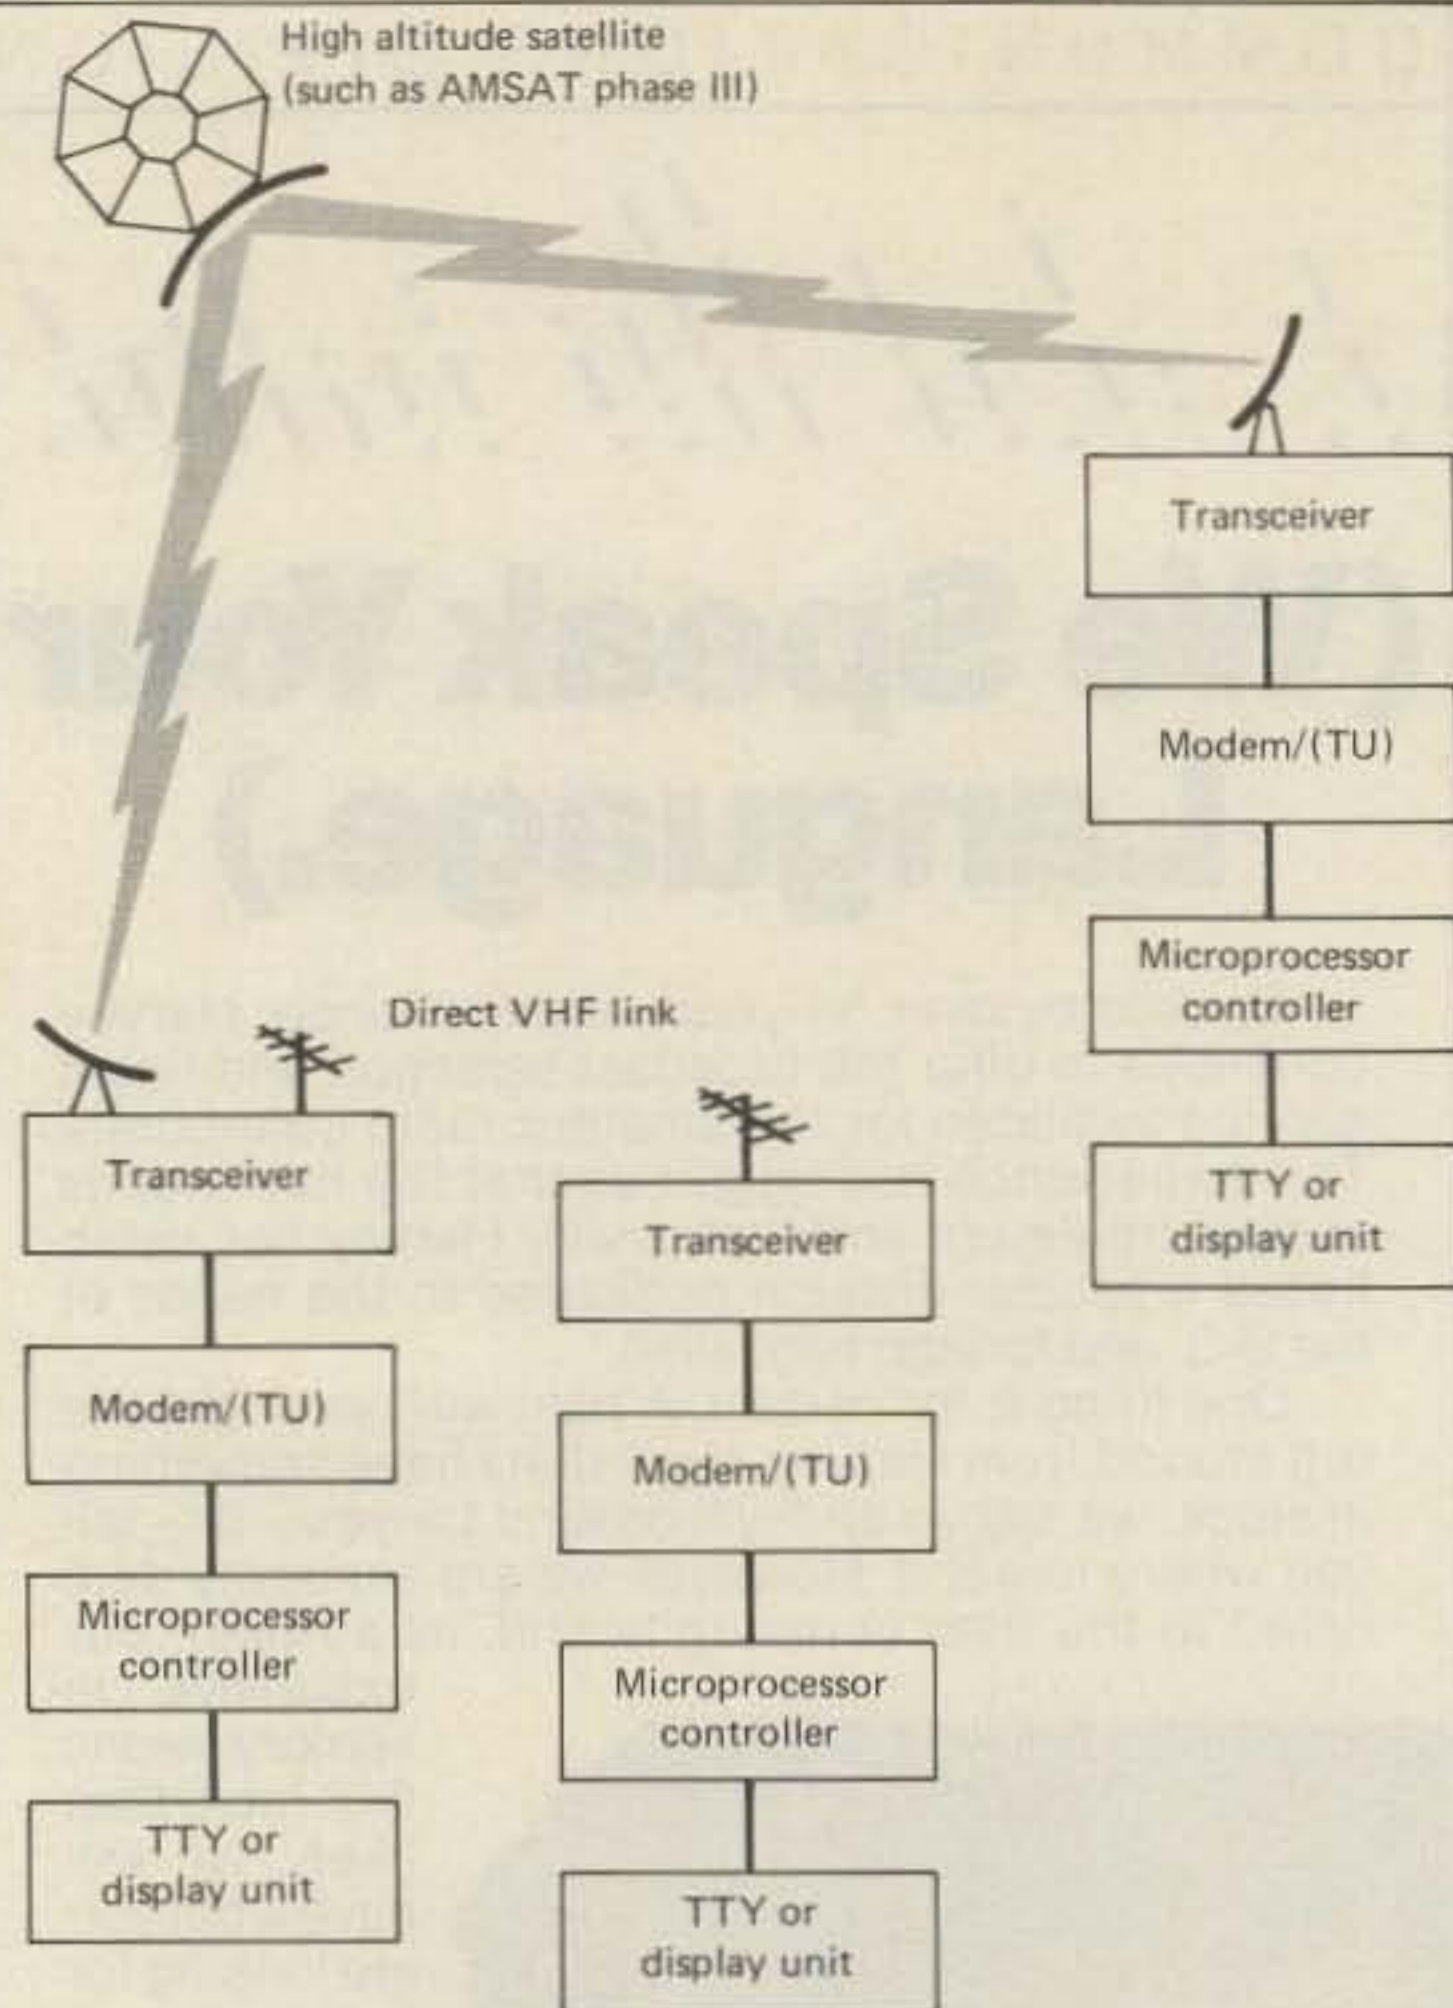 High altitude satellite
(such as AMSAT phase III)
Transceiver
Modem/(TU)
Microprocessor
controller
TTY or
display unit
Direct VHF link
Transceiver
Modem/(TU)
Microprocessor
controller
TTY or
display unit
Transceiver
Modem/(TU)
Microprocessor
controller
TTY or
display unit